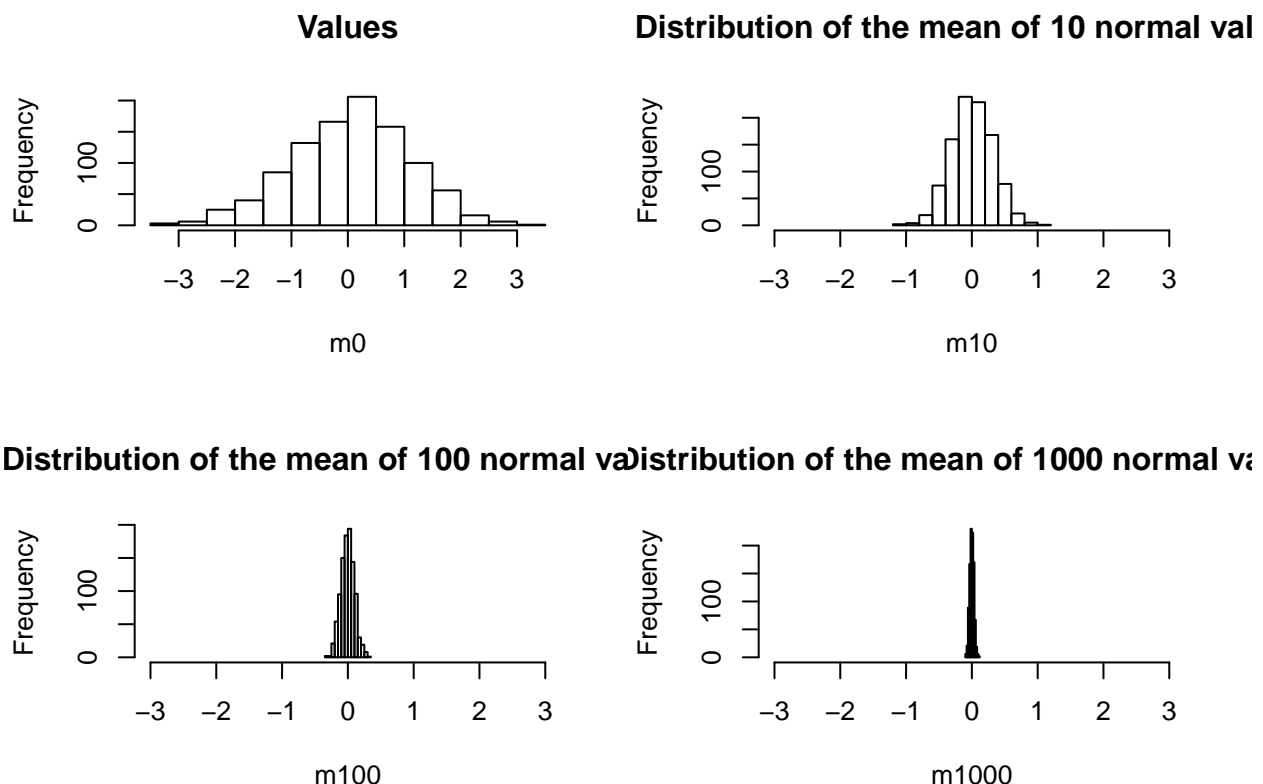 Values
Frequency
0 100
−3 −2 −1 0 1 2 3
m0
Distribution of the mean of 10 normal val
Frequency
0 100
−3 −2 −1 0 1 2 3
m10
Distribution of the mean of 100 normal va
Frequency
0 100
−3 −2 −1 0 1 2 3
m100
Distribution of the mean of 1000 normal va
Frequency
0 100
−3 −2 −1 0 1 2 3
m1000